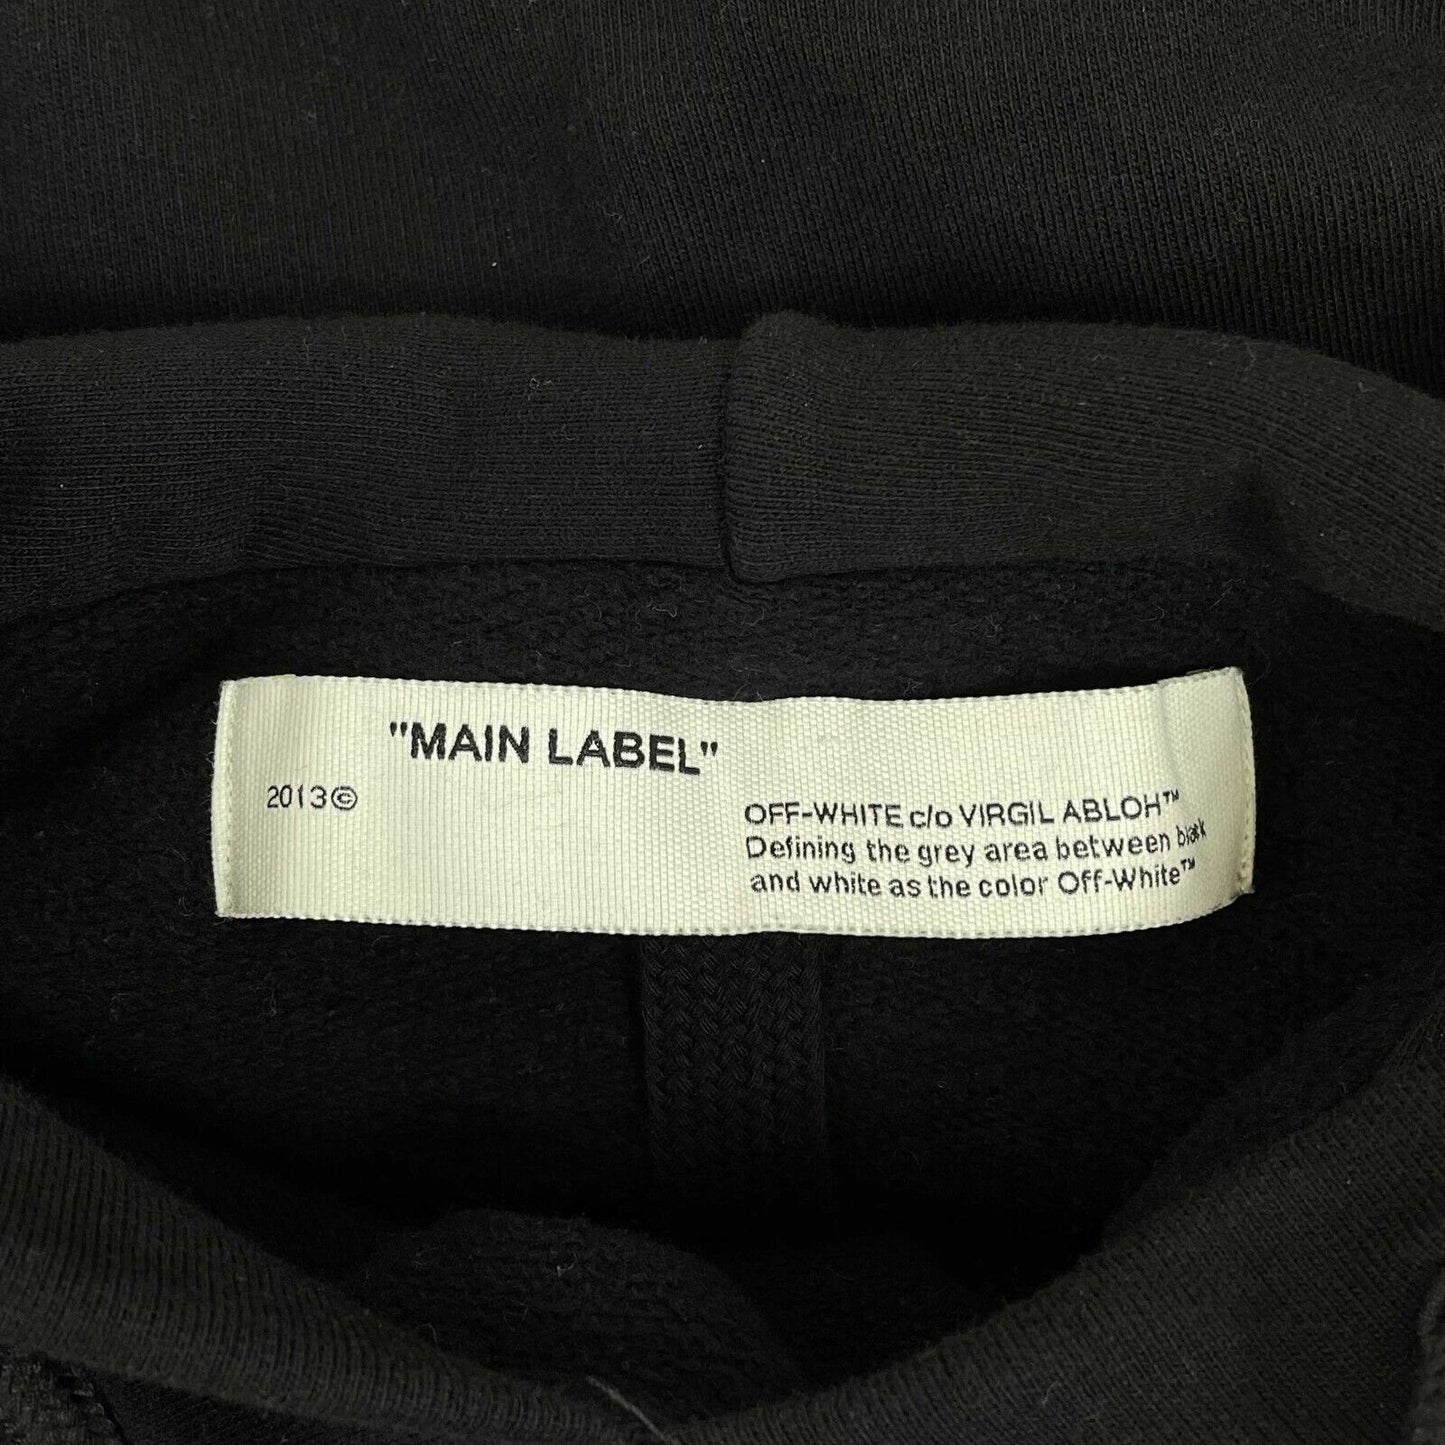 "MAIN LABEL"
2013©
OFF-WHITE c/o VIRGIL ABLOH™
Defining the grey area between black
and white as the color Off-White™